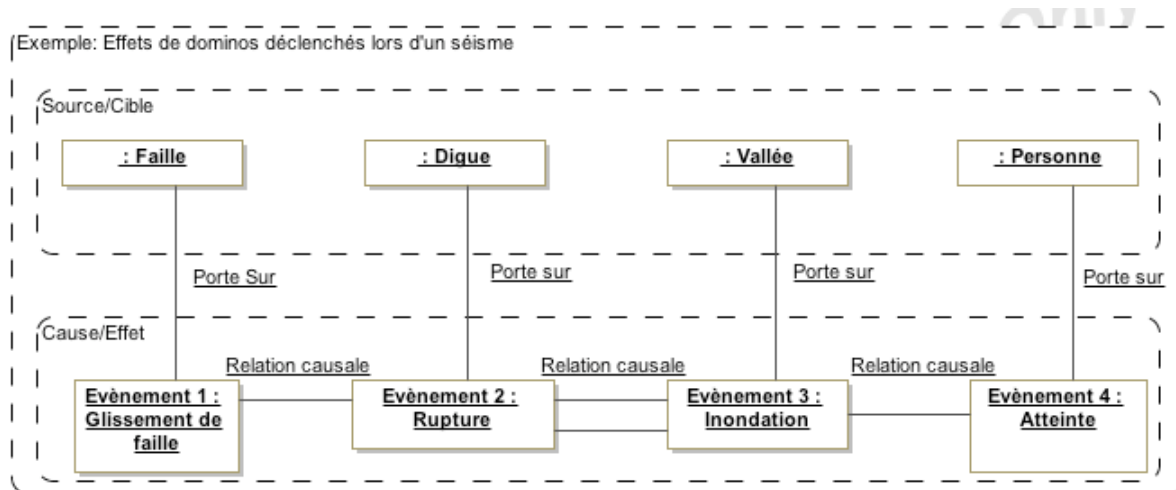 Exemple: Effets de dominos déclenchés lors d'un séisme
Source/Cible
: Faille
: Digue
: Vallée
: Personne
Porte Sur
Porte sur
Porte sur
Porte sur
Cause/Effet
Relation causale
Relation causale
Relation causale
Evènement 1 :
Glissement de
faille
Evènement 2 :
Rupture
Evènement 3 :
Inondation
Evènement 4 :
Atteinte